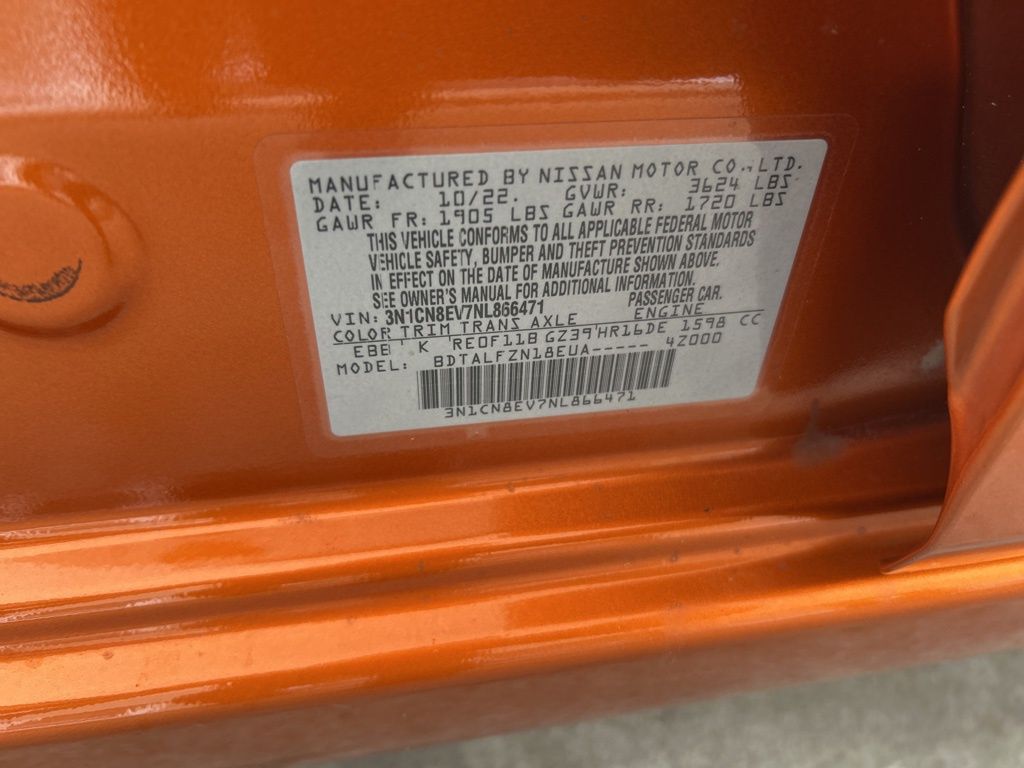 MANUFACTURED BY NISSAN MOTOR CO., LTD.
DATE: 10/22. GVWR: 3624 LBS
GAWR FR: 1905 LBS GAWR RR: 1720 LBS
THIS VEHICLE CONFORMS TO ALL APPLICABLE FEDERAL MOTOR
VEHICLE SAFETY, BUMPER AND THEFT PREVENTION STANDARDS
IN EFFECT ON THE DATE OF MANUFACTURE SHOWN ABOVE.
SEE OWNER'S MANUAL FOR ADDITIONAL INFORMATION.
VIN: 3N1CN8EV7NL866471 PASSENGER CAR.
COLOR TRIM TRANS AXLE ENGINE
EBB' K 'RE0F11B GZ39'HR16DE 1598 CC
MODEL: BDTALFZN18EUA----- 4Z000
3N1CN8EV7NL866471